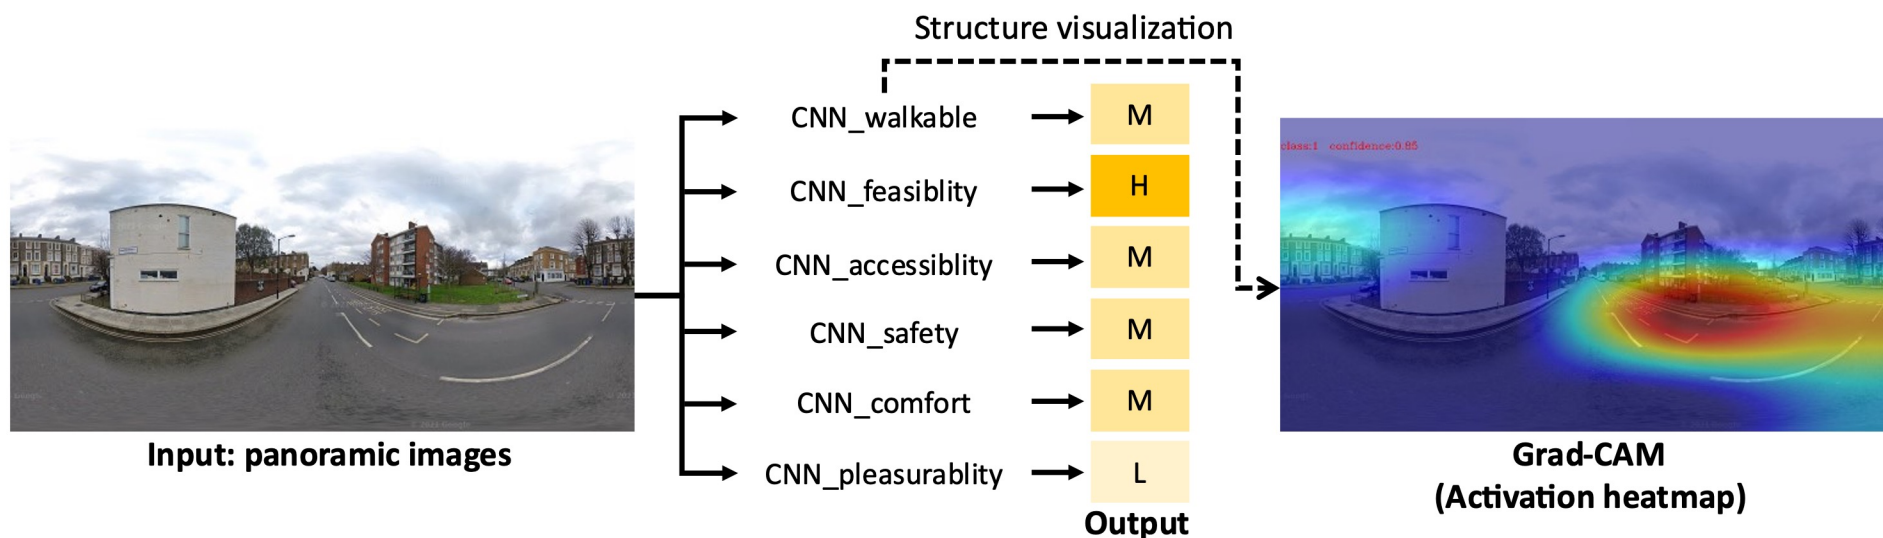 Structure visualization
CNN_walkable M
CNN_feasiblity H
CNN_accessiblity M
CNN_safety M
CNN_comfort M
CNN_pleasurablity L
Output
Input: panoramic images
class:1 confidence:0.85
Grad-CAM
(Activation heatmap)